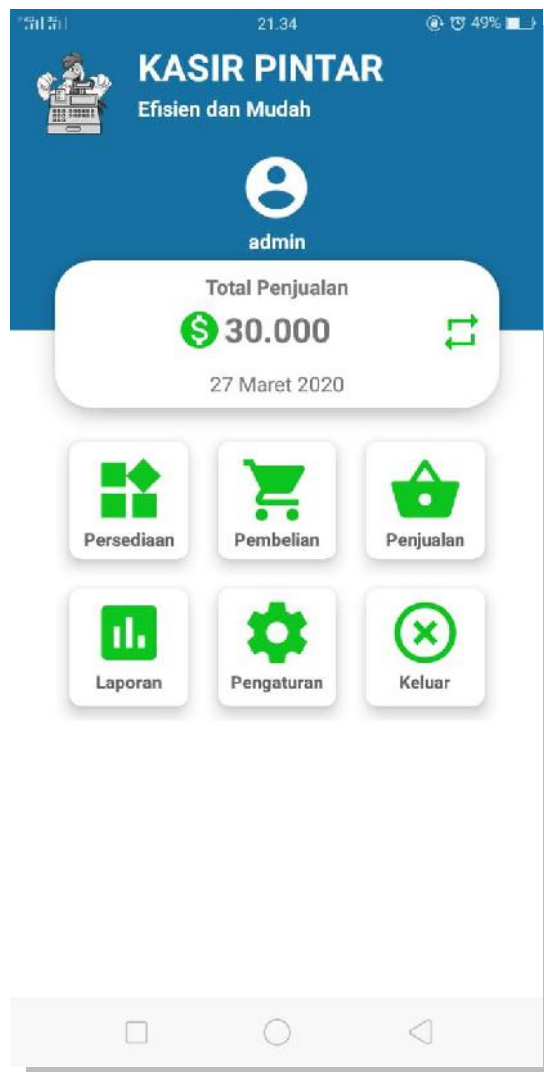 21.34
49%
KASIR PINTAR
Efisien dan Mudah
admin
Total Penjualan
$ 30.000
27 Maret 2020
Persediaan Pembelian Penjualan
Laporan Pengaturan Keluar